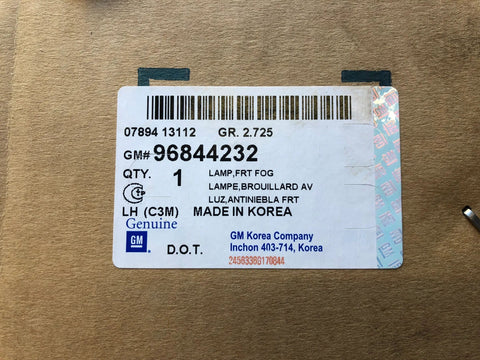 07894 13112 GR. 2.725
GM# 96844232
QTY. 1 LAMP,FRT FOG
LAMPE,BROUILLARD AV
LUZ,ANTINIEBLA FRT
LH (C3M) MADE IN KOREA
Genuine
GM
D.O.T.
GM Korea Company
Inchon 403-714, Korea